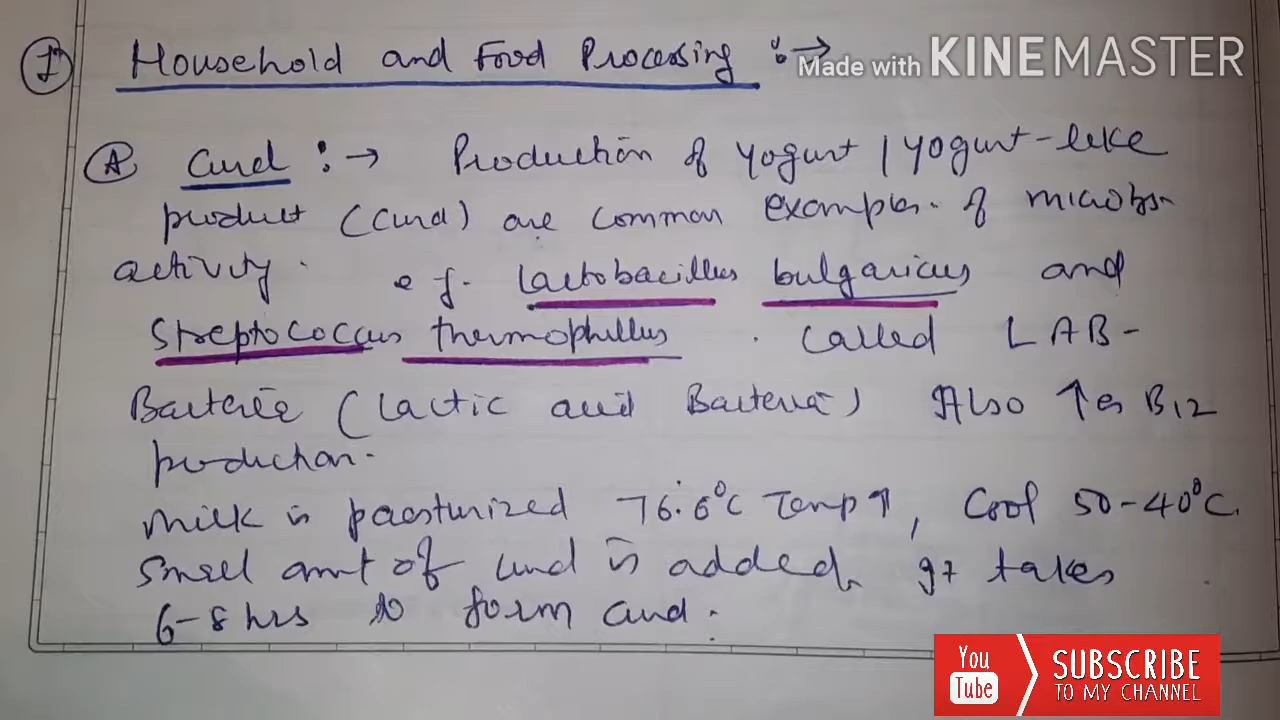 I Household and Food Processing :→
Made with KINEMASTER
A Curd :→ Production of Yogurt / Yogurt-like
product (Curd) are common examples of microbs
activity. e.g. Lactobacillus bulgaricus and
Streptococcus thermophillus. Called LAB-
Bacteria (Lactic acid Bacteria) Also ↑es B12
production.
Milk is pasturized 76.6°C Temp↑, Cool 50-40°C.
Small amt of curd is added. It takes
6-8 hrs to form curd.
You Tube
SUBSCRIBE
TO MY CHANNEL